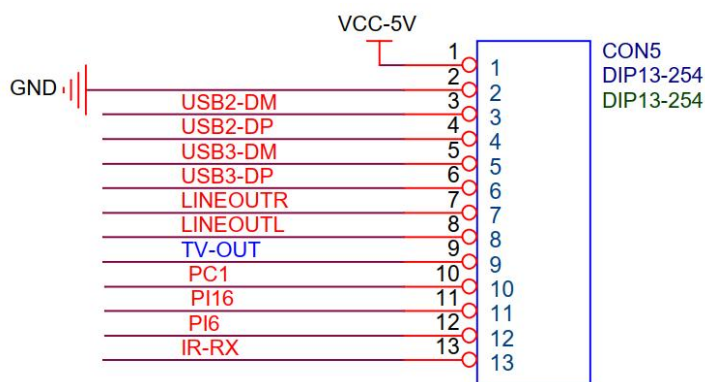 VCC-5V
1 1 CON5
GND 2 2 DIP13-254
USB2-DM 3 3 DIP13-254
USB2-DP 4 4
USB3-DM 5 5
USB3-DP 6 6
LINEOUTR 7 7
LINEOUTL 8 8
TV-OUT 9 9
PC1 10 10
PI16 11 11
PI6 12 12
IR-RX 13 13